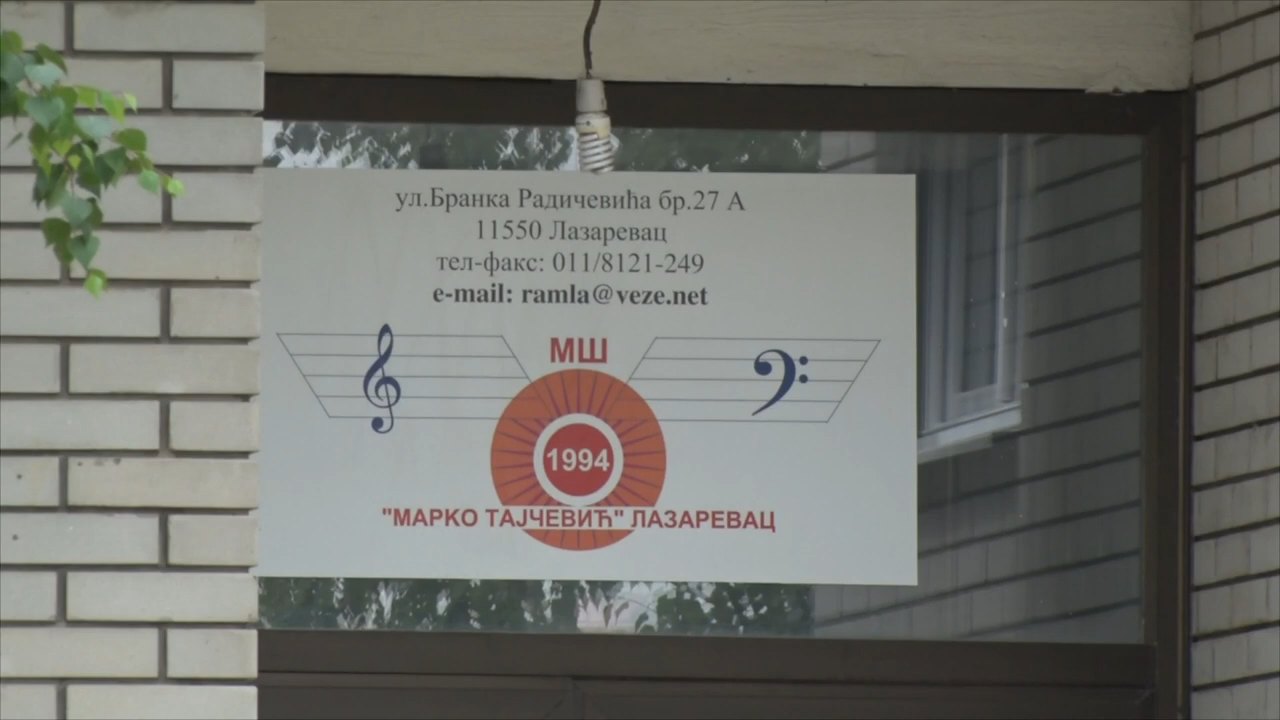 ул.Бранка Радичевића бр.27 А
11550 Лазаревац
тел-факс: 011/8121-249
e-mail: ramla@veze.net
МШ
1994
"МАРКО ТАЈЧЕВИЋ" ЛАЗАРЕВАЦ